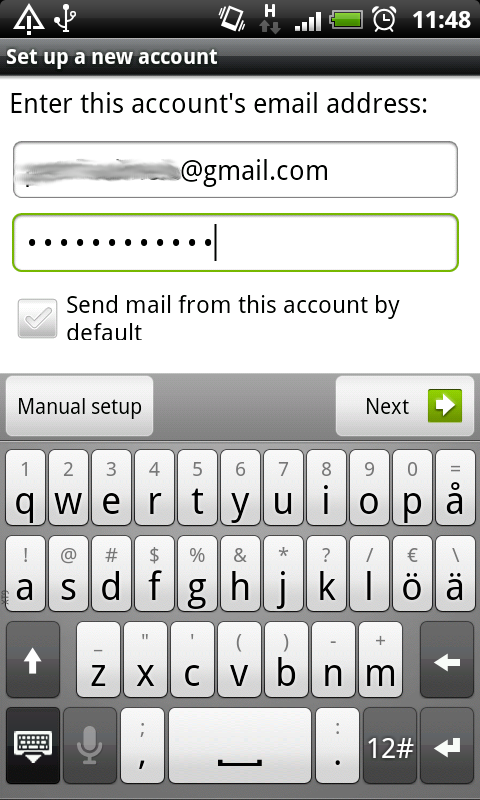 H 11:48
Set up a new account
Enter this account's email address:
@gmail.com
••••••••••••
Send mail from this account by
default
Manual setup
Next
1 2 3 4 5 6 7 8 9 0 =
q w e r t y u i o p å
! @ # $ % & * ? / € \
a s d f g h j k l ö ä
_ " ' ( ) - +
z x c v b n m
; :
, . 12#